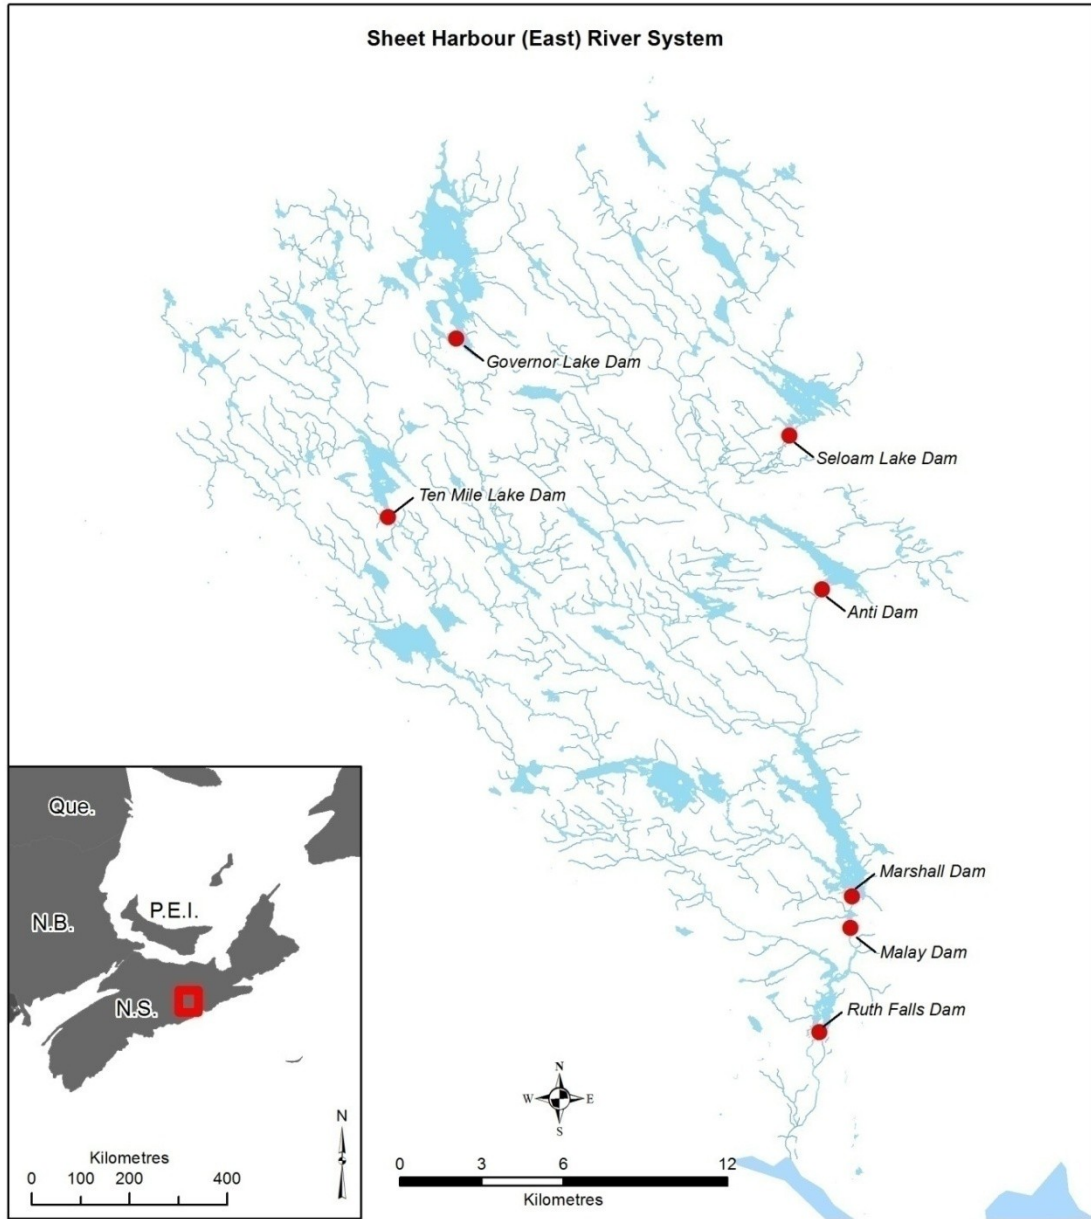 Sheet Harbour (East) River System
Governor Lake Dam
Seloam Lake Dam
Ten Mile Lake Dam
Anti Dam
Marshall Dam
Malay Dam
Ruth Falls Dam
Que.
N.B.
P.E.I.
N.S.
N
Kilometres
0 100 200 400
N
W E
S
0 3 6 12
Kilometres